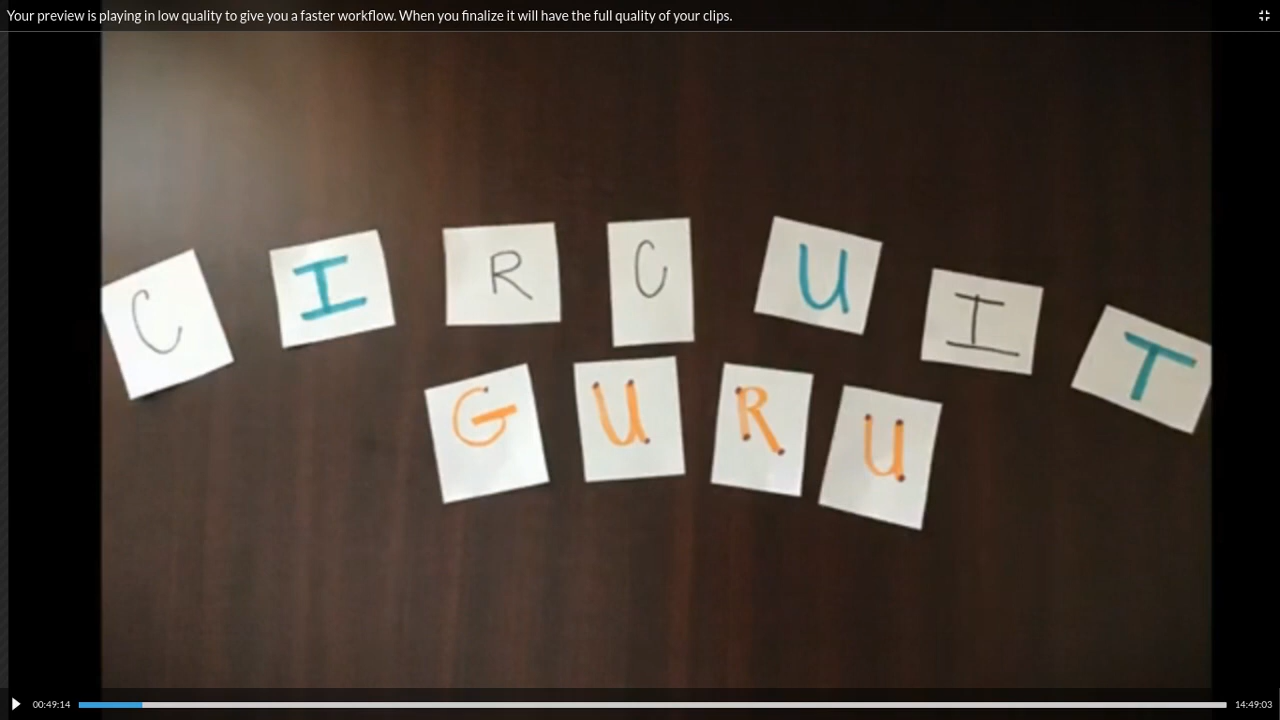 Your preview is playing in low quality to give you a faster workflow. When you finalize it will have the full quality of your clips.
CIRCUIT
GURU
00:49:14
14:49:03